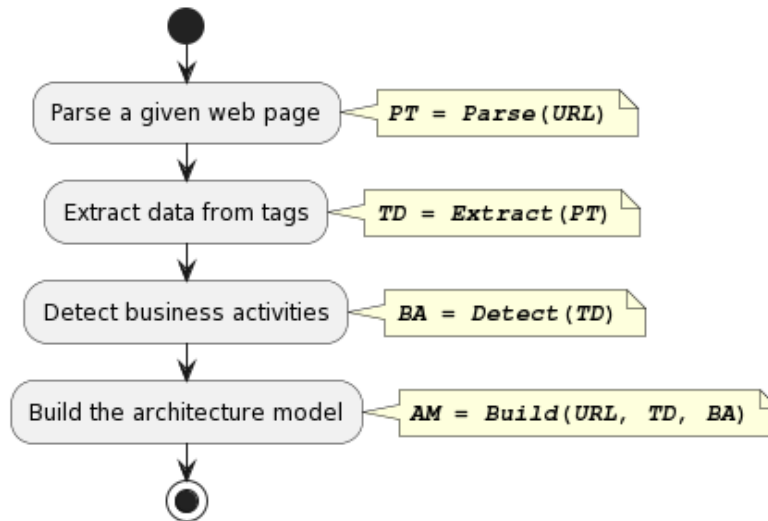 Parse a given web page
PT = Parse(URL)
Extract data from tags
TD = Extract(PT)
Detect business activities
BA = Detect(TD)
Build the architecture model
AM = Build(URL, TD, BA)